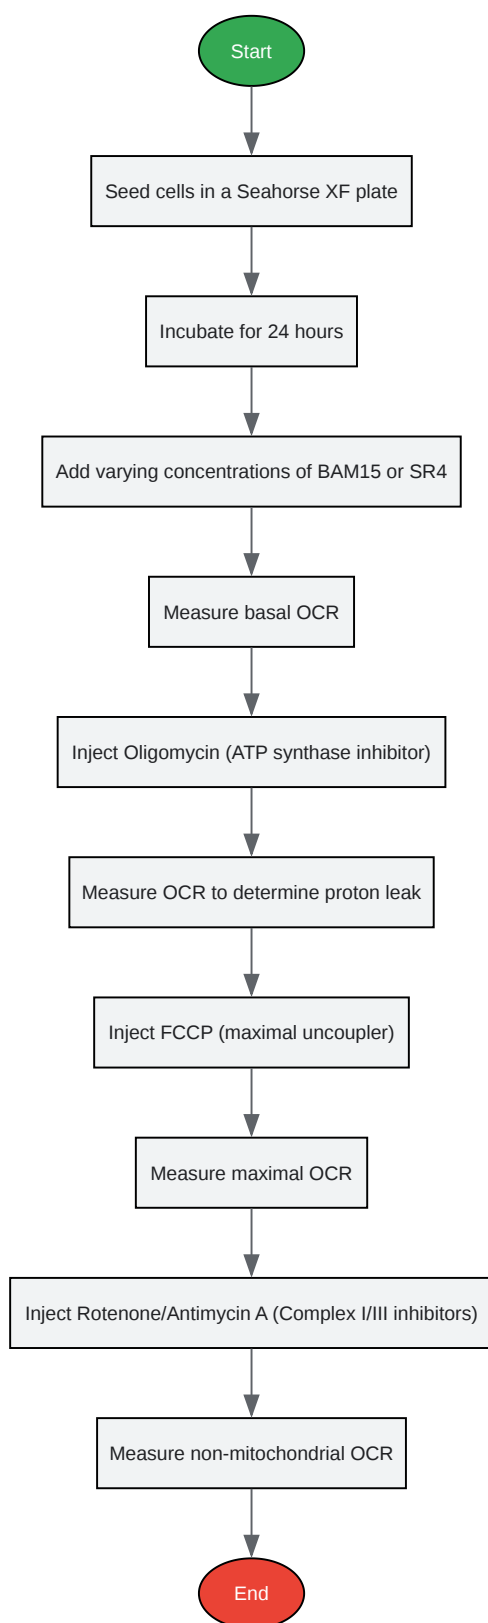 Start
Seed cells in a Seahorse XF plate
Incubate for 24 hours
Add varying concentrations of BAM15 or SR4
Measure basal OCR
Inject Oligomycin (ATP synthase inhibitor)
Measure OCR to determine proton leak
Inject FCCP (maximal uncoupler)
Measure maximal OCR
Inject Rotenone/Antimycin A (Complex I/III inhibitors)
Measure non-mitochondrial OCR
End